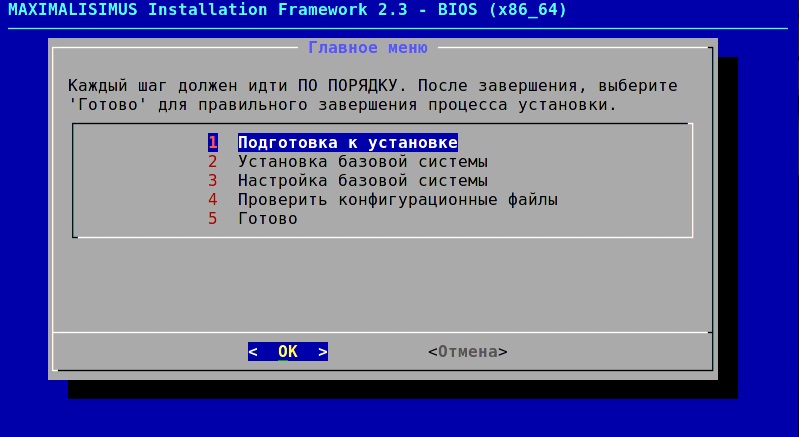 MAXIMALISIMUS Installation Framework 2.3 - BIOS (x86_64)
Главное меню
Каждый шаг должен идти ПО ПОРЯДКУ. После завершения, выберите
'Готово' для правильного завершения процесса установки.
1 Подготовка к установке
2 Установка базовой системы
3 Настройка базовой системы
4 Проверить конфигурационные файлы
5 Готово
< OK > <Отмена>